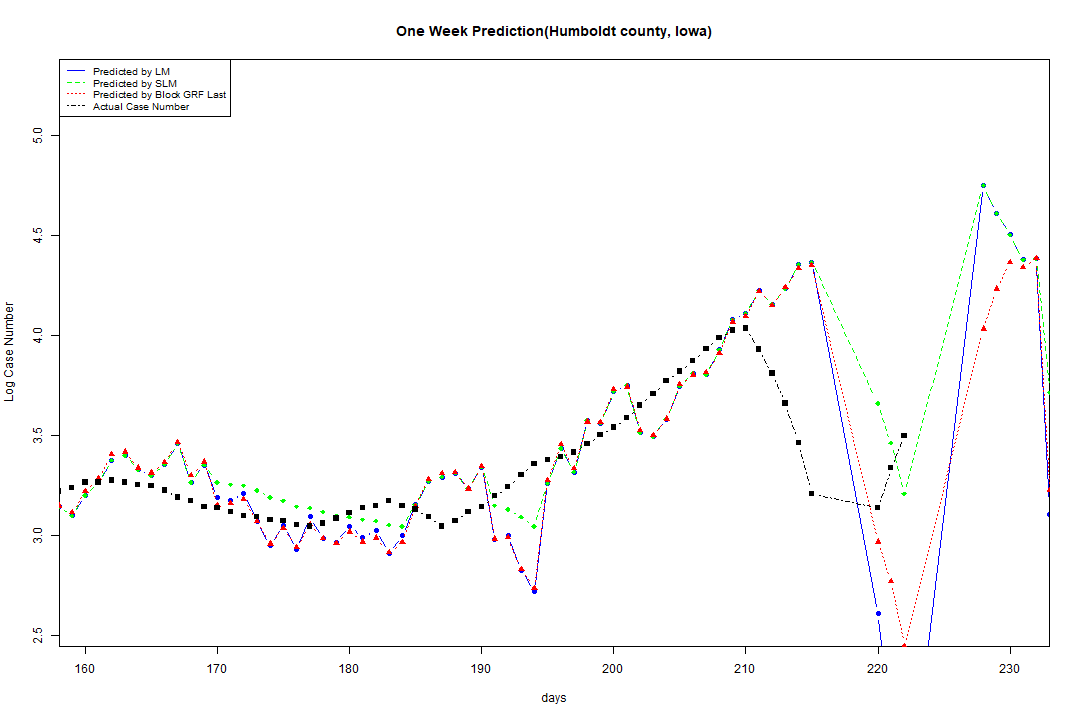 One Week Prediction(Humboldt county, Iowa)
Predicted by LM
Predicted by SLM
Predicted by Block GRF Last
Actual Case Number
5.0
4.5
4.0
3.5
3.0
2.5
Log Case Number
160 170 180 190 200 210 220 230
days